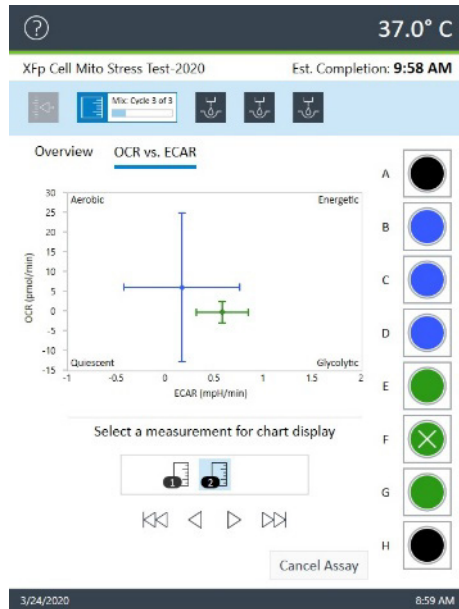 ? 37.0° C
XFp Cell Mito Stress Test-2020 Est. Completion: 9:58 AM
Mix: Cycle 3 of 3
Overview OCR vs. ECAR
Aerobic Energetic
30
25
20
15
10
5
0
-5
-10
-15
OCR (pmol/min)
Quiescent Glycolytic
-1 -0.5 0 0.5 1 1.5 2
ECAR (mpH/min)
A
B
C
D
E
F
G
H
Select a measurement for chart display
1 2
Cancel Assay
3/24/2020 8:59 AM